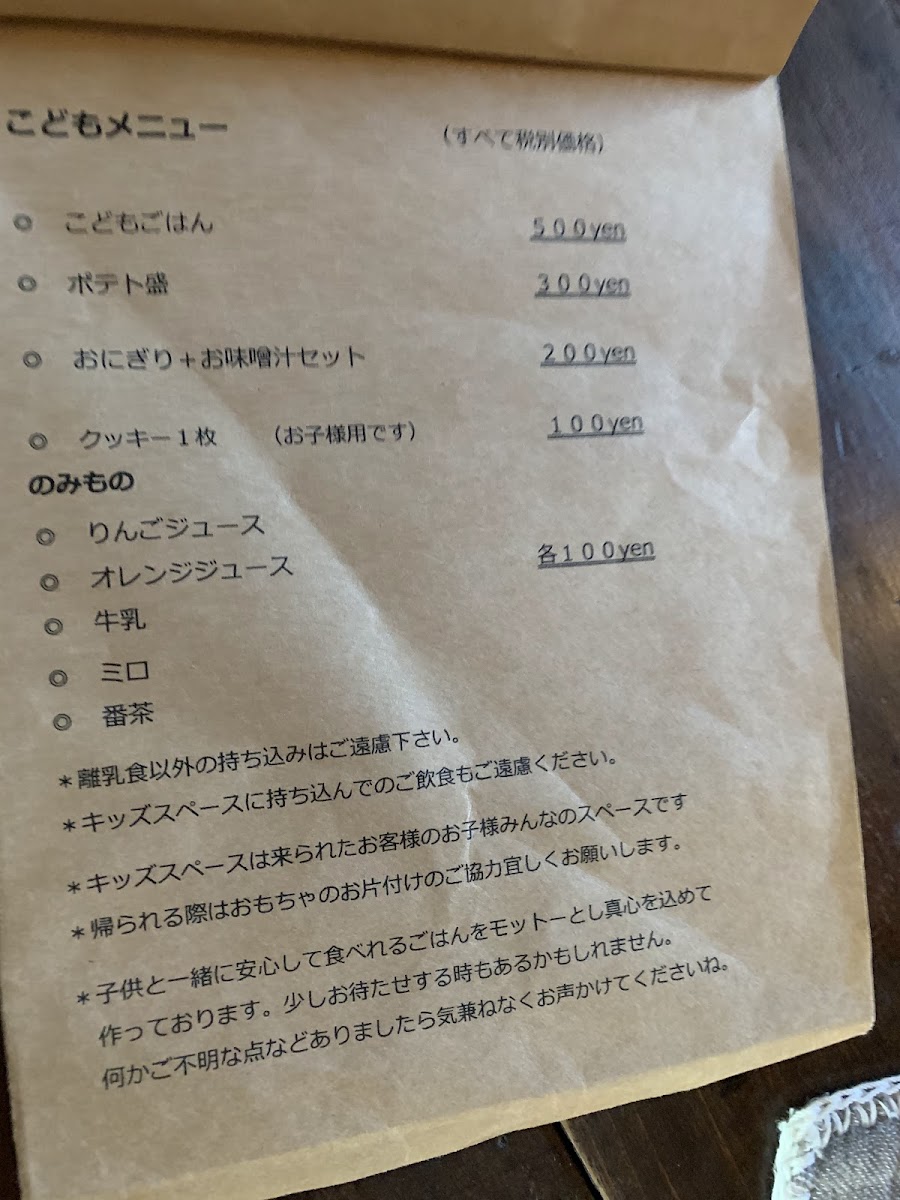 こどもメニュー （すべて税別価格）
◎ こどもごはん ５００yen
◎ ポテト盛 ３００yen
◎ おにぎり＋お味噌汁セット ２００yen
◎ クッキー１枚 （お子様用です） １００yen
のみもの
◎ りんごジュース
◎ オレンジジュース 各１００yen
◎ 牛乳
◎ ミロ
◎ 番茶
＊離乳食以外の持ち込みはご遠慮下さい。
＊キッズスペースに持ち込んでのご飲食もご遠慮ください。
＊キッズスペースは来られたお客様のお子様みんなのスペースです
＊帰られる際はおもちゃのお片付けのご協力宜しくお願いします。
＊子供と一緒に安心して食べれるごはんをモットーとし真心を込めて
作っております。少しお待たせする時もあるかもしれません。
何かご不明な点などありましたら気兼ねなくお声かけてくださいね。